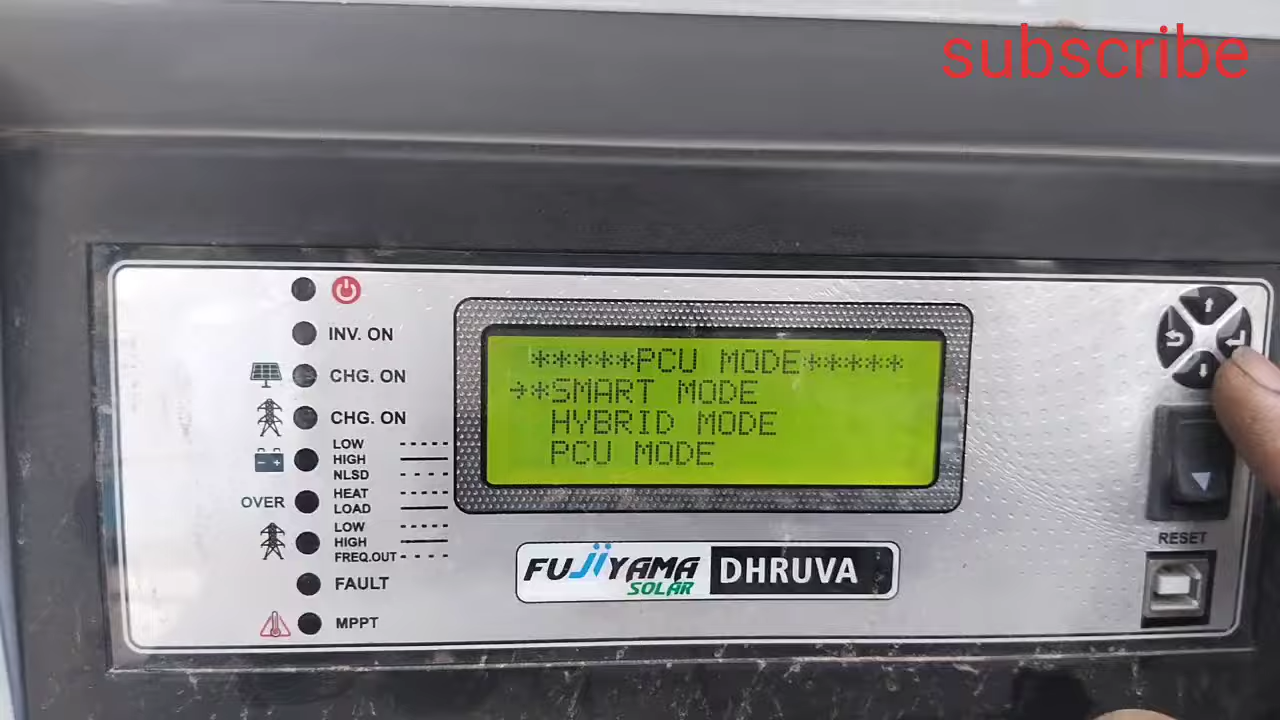 subscribe
INV. ON
CHG. ON
CHG. ON
LOW
HIGH
NLSD
OVER
HEAT
LOAD
LOW
HIGH
FREQ.OUT
FAULT
MPPT
*****PCU MODE*****
→*SMART MODE
HYBRID MODE
PCU MODE
FUJIYAMA
SOLAR
DHRUVA
RESET